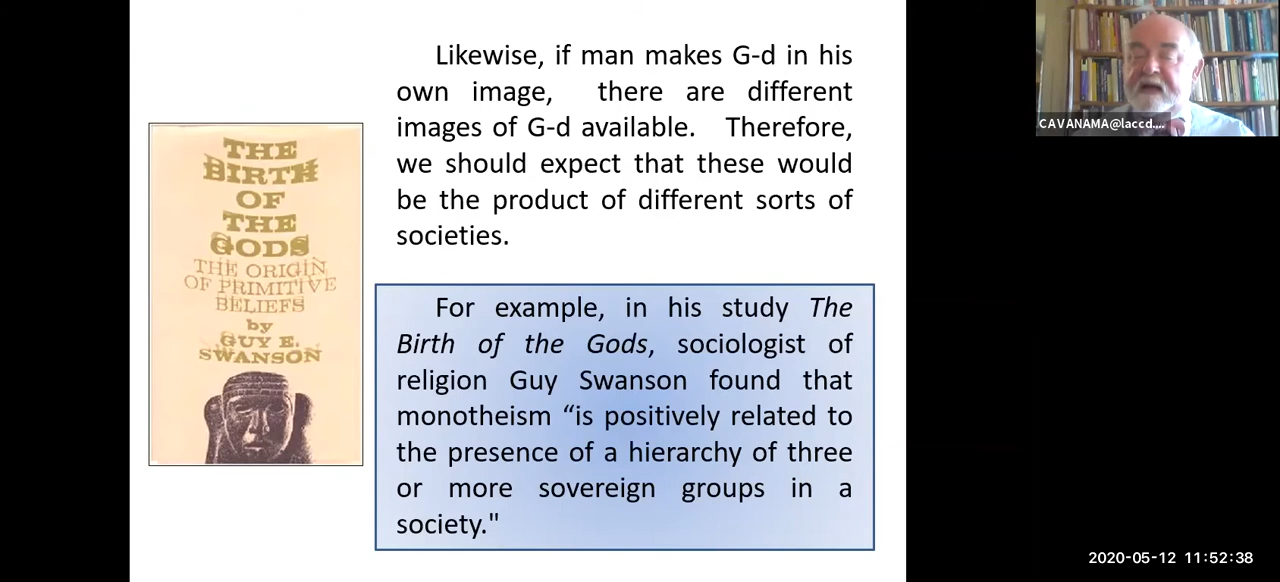 THE
BIRTH
OF
THE
GODS
THE ORIGIN
OF PRIMITIVE
BELIEFS
by
GUY E.
SWANSON
Likewise, if man makes G-d in his
own image, there are different
images of G-d available. Therefore,
we should expect that these would
be the product of different sorts of
societies.
For example, in his study The
Birth of the Gods, sociologist of
religion Guy Swanson found that
monotheism “is positively related to
the presence of a hierarchy of three
or more sovereign groups in a
society."
CAVANAMA@laccd....
2020-05-12 11:52:38